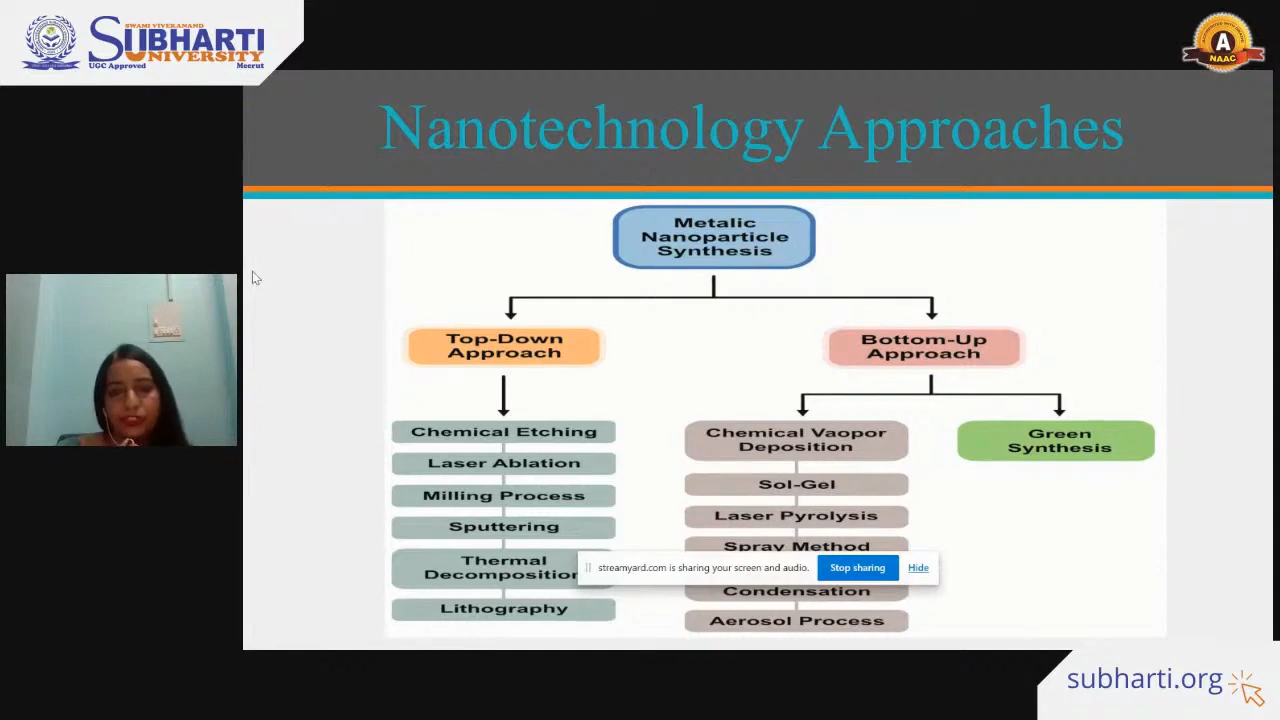 SWAMI VIVEKANAND
SUBHARTI
UNIVERSITY
UGC Approved Meerut
A
NAAC
Nanotechnology Approaches
Metalic
Nanoparticle
Synthesis
Top-Down
Approach
Bottom-Up
Approach
Chemical Etching
Laser Ablation
Milling Process
Sputtering
Thermal
Decomposition
Lithography
Chemical Vaopor
Deposition
Sol-Gel
Laser Pyrolysis
Spray Method
Condensation
Aerosol Process
Green
Synthesis
streamyard.com is sharing your screen and audio. Stop sharing Hide
subharti.org